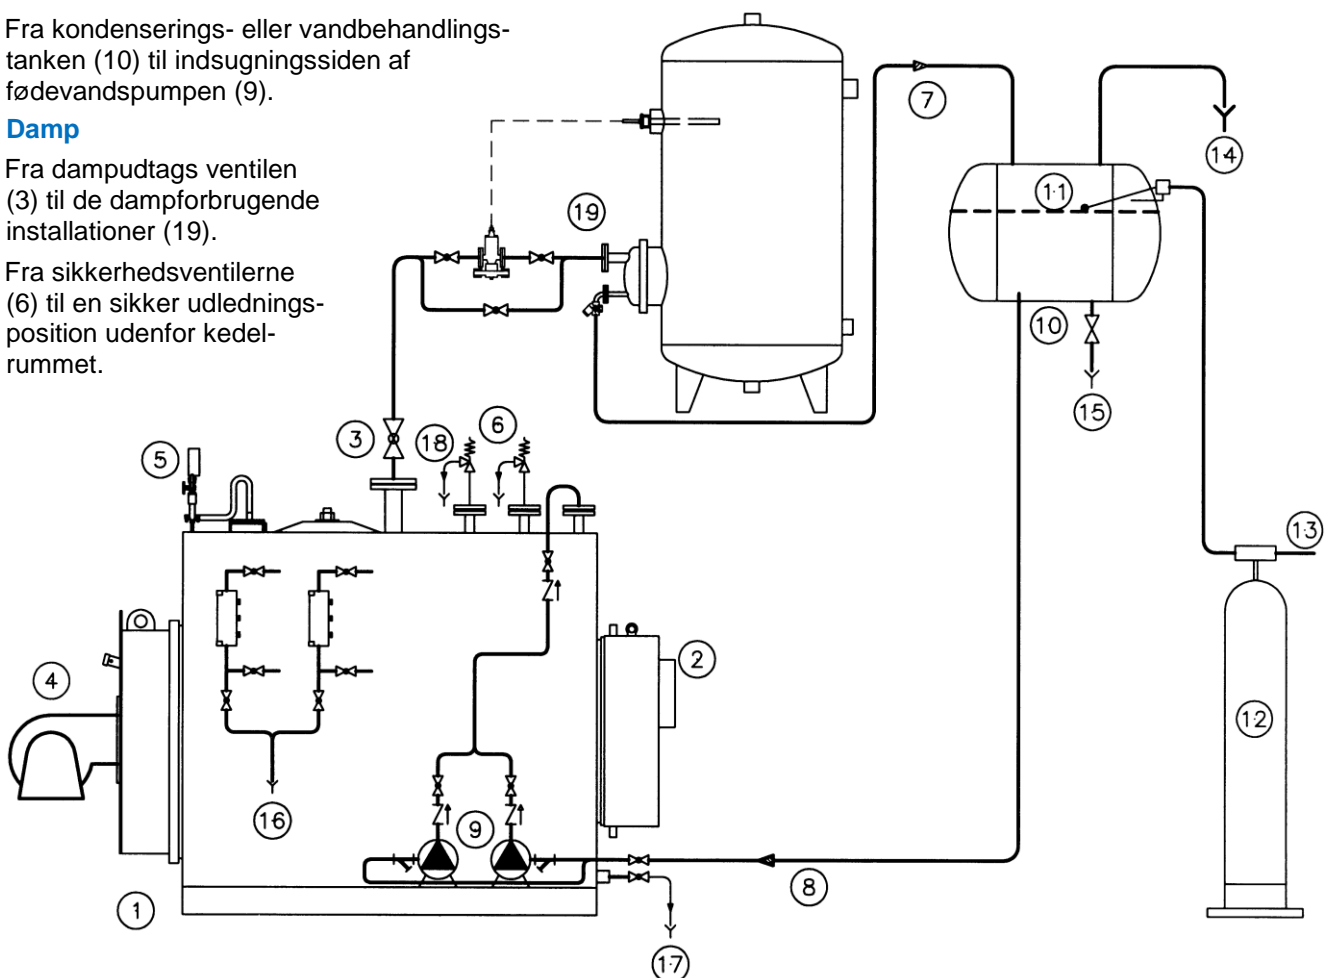 Fra kondenserings- eller vandbehandlings-
tanken (10) til indsugningssiden af
fødevandspumpen (9).
Damp
Fra dampudtags ventilen
(3) til de dampforbrugende
installationer (19).
Fra sikkerhedsventilerne
(6) til en sikker udlednings-
position udenfor kedel-
rummet.
7
14
11
19
10
15
3
18
6
5
13
2
4
12
16
9
8
1
17